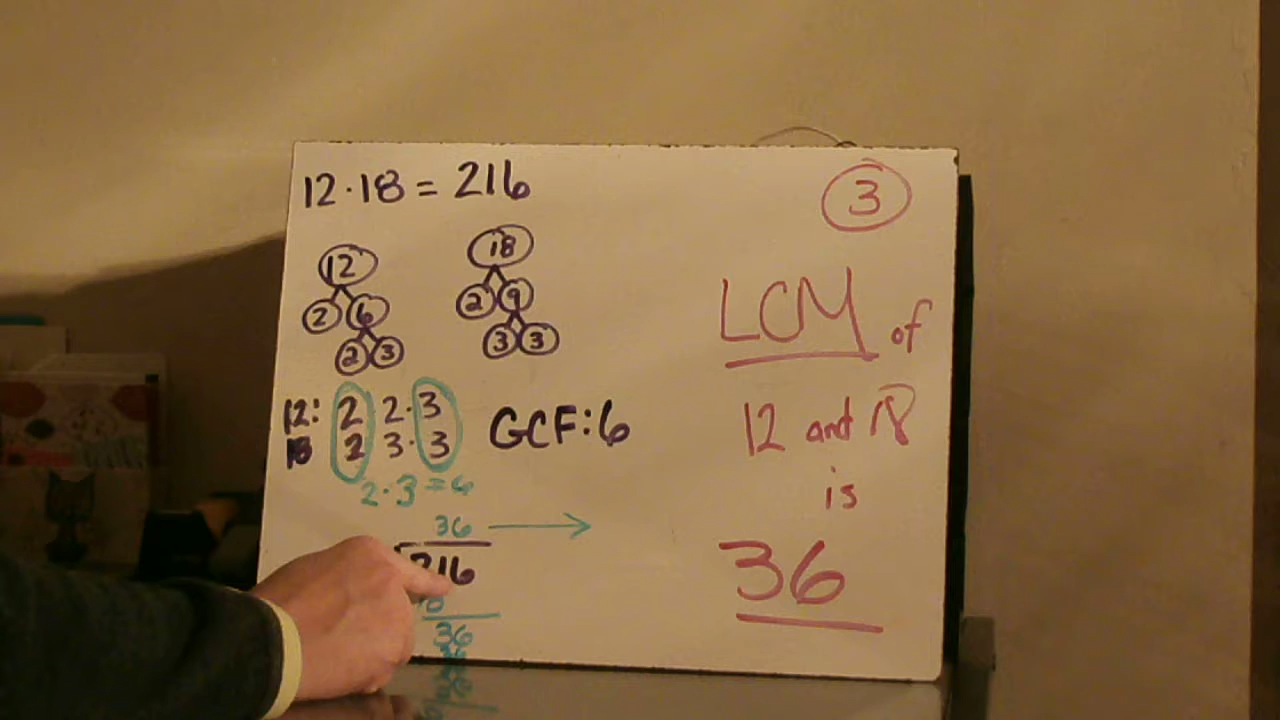 12·18 = 216
3
12
18
2 6
2 9
2 3
3 3
12: 2 2·3
18 2 3·3
2·3=6
GCF:6
36
216
36
LCM of
12 and 18
is
36